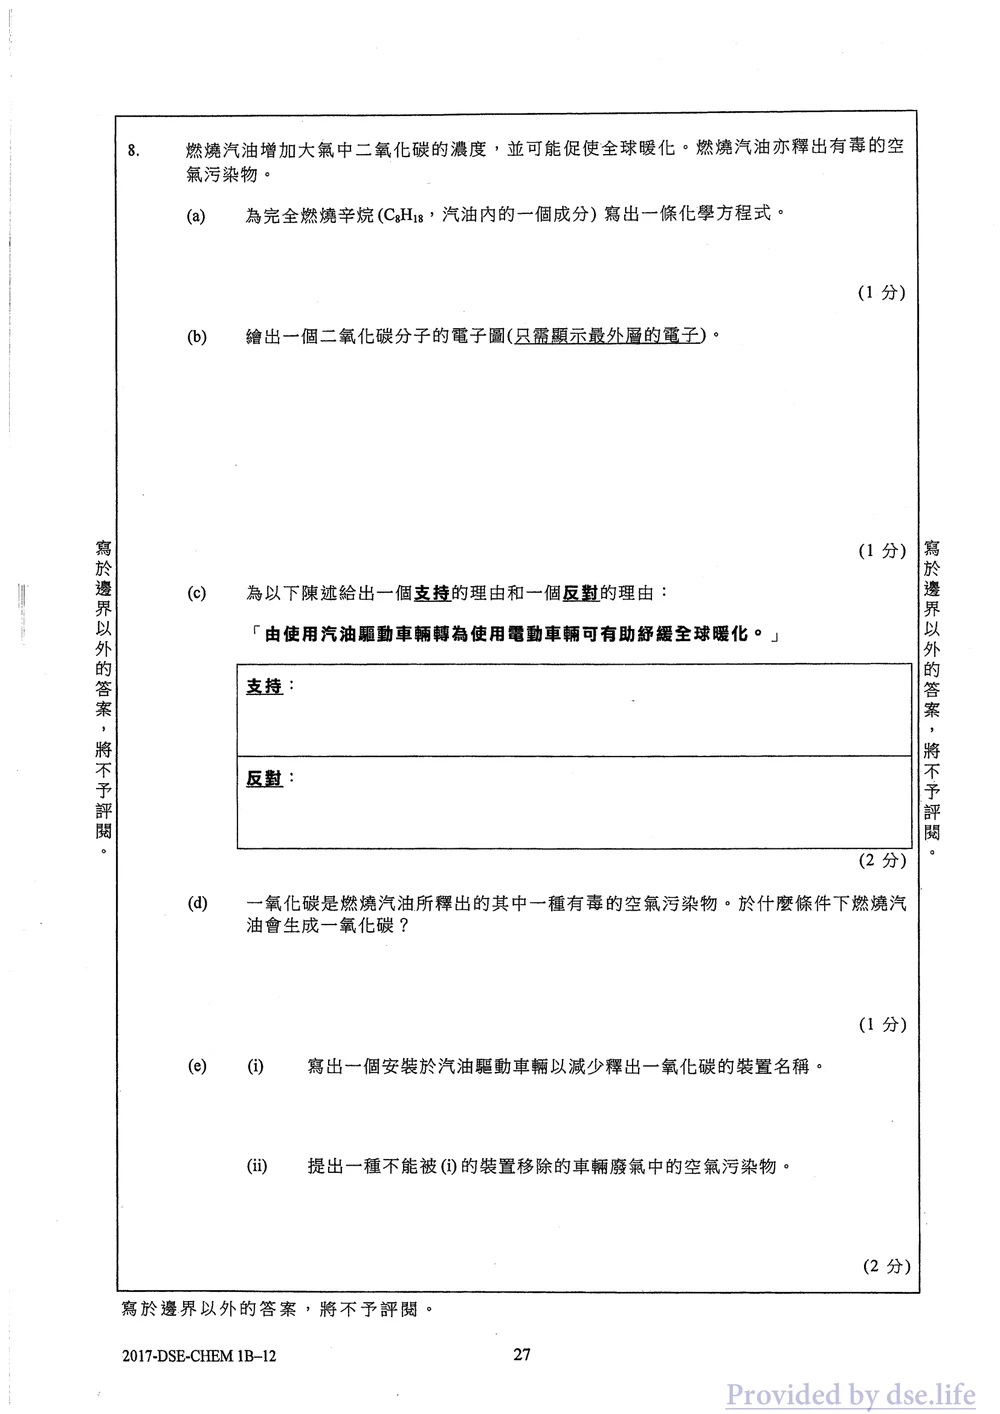 8. 燃燒汽油增加大氣中二氧化碳的濃度，並可能促使全球暖化。燃燒汽油亦釋出有毒的空
氣污染物。
(a) 為完全燃燒辛烷(C₈H₁₈，汽油內的一個成分) 寫出一條化學方程式。
(1 分)
(b) 繪出一個二氧化碳分子的電子圖(只需顯示最外層的電子)。
(1 分)
(c) 為以下陳述給出一個支持的理由和一個反對的理由：
「由使用汽油驅動車輛轉為使用電動車輛可有助紓緩全球暖化。」
支持：
反對：
(2 分)
(d) 一氧化碳是燃燒汽油所釋出的其中一種有毒的空氣污染物。於什麼條件下燃燒汽
油會生成一氧化碳？
(1 分)
(e) (i) 寫出一個安裝於汽油驅動車輛以減少釋出一氧化碳的裝置名稱。
(ii) 提出一種不能被(i)的裝置移除的車輛廢氣中的空氣污染物。
(2 分)
寫於邊界以外的答案，將不予評閱。
寫於邊界以外的答案，將不予評閱。
寫於邊界以外的答案，將不予評閱。
2017-DSE-CHEM 1B–12
27
Provided by dse.life